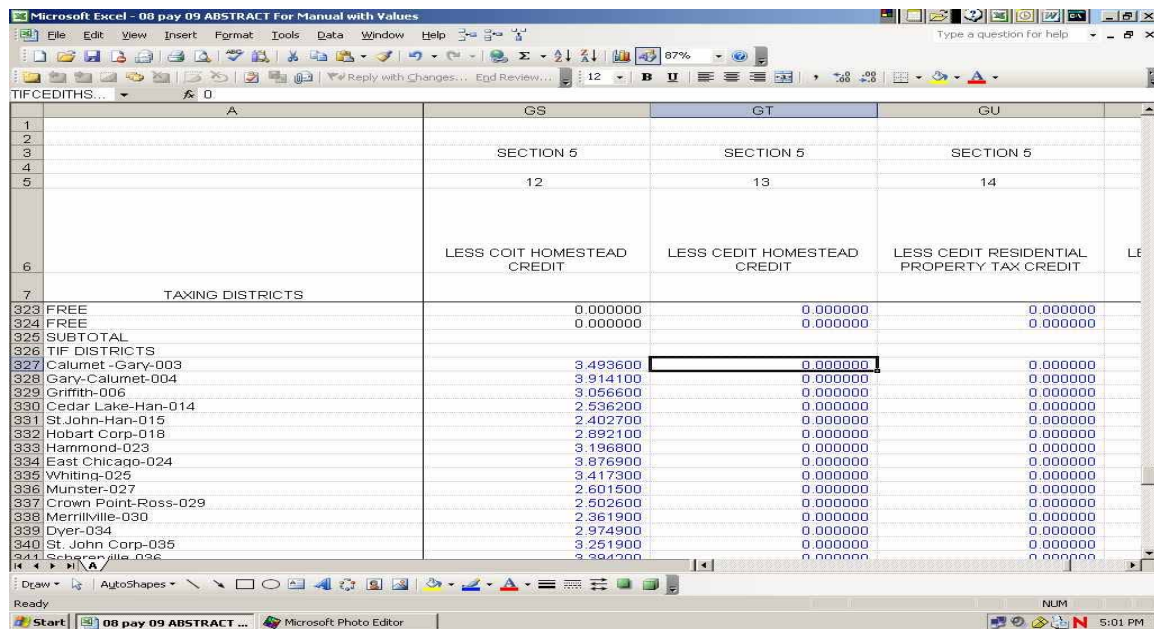 Microsoft Excel - 08 pay 09 ABSTRACT For Manual with Values
File Edit View Insert Format Tools Data Window Help
Type a question for help
87%
Reply with Changes... End Review...
12 B U
TIFCEDITHS... fx 0
A GS GT GU
1
2
3 SECTION 5 SECTION 5 SECTION 5
4
5 12 13 14
6 LESS COIT HOMESTEAD CREDIT LESS CEDIT HOMESTEAD CREDIT LESS CEDIT RESIDENTIAL PROPERTY TAX CREDIT LE
7 TAXING DISTRICTS
323 FREE 0.000000 0.000000 0.000000
324 FREE 0.000000 0.000000 0.000000
325 SUBTOTAL
326 TIF DISTRICTS
327 Calumet -Gary-003 3.493600 0.000000 0.000000
328 Gary-Calumet-004 3.914100 0.000000 0.000000
329 Griffith-006 3.056600 0.000000 0.000000
330 Cedar Lake-Han-014 2.536200 0.000000 0.000000
331 St.John-Han-015 2.402700 0.000000 0.000000
332 Hobart Corp-018 2.892100 0.000000 0.000000
333 Hammond-023 3.196800 0.000000 0.000000
334 East Chicago-024 3.876900 0.000000 0.000000
335 Whiting-025 3.417300 0.000000 0.000000
336 Munster-027 2.601500 0.000000 0.000000
337 Crown Point-Ross-029 2.502600 0.000000 0.000000
338 Merrillville-030 2.361900 0.000000 0.000000
339 Dyer-034 2.974900 0.000000 0.000000
340 St. John Corp-035 3.251900 0.000000 0.000000
341 Schererville-036 3.394200 0.000000 0.000000
A
Draw AutoShapes
Ready NUM
Start 08 pay 09 ABSTRACT ... Microsoft Photo Editor 5:01 PM